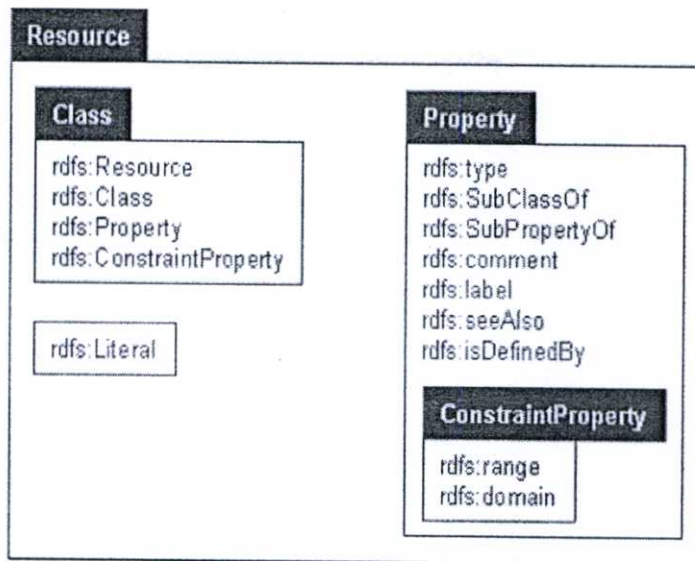 Resource
Class
rdfs:Resource
rdfs:Class
rdfs:Property
rdfs:ConstraintProperty
rdfs:Literal
Property
rdfs:type
rdfs:SubClassOf
rdfs:SubPropertyOf
rdfs:comment
rdfs:label
rdfs:seeAlso
rdfs:isDefinedBy
ConstraintProperty
rdfs:range
rdfs:domain